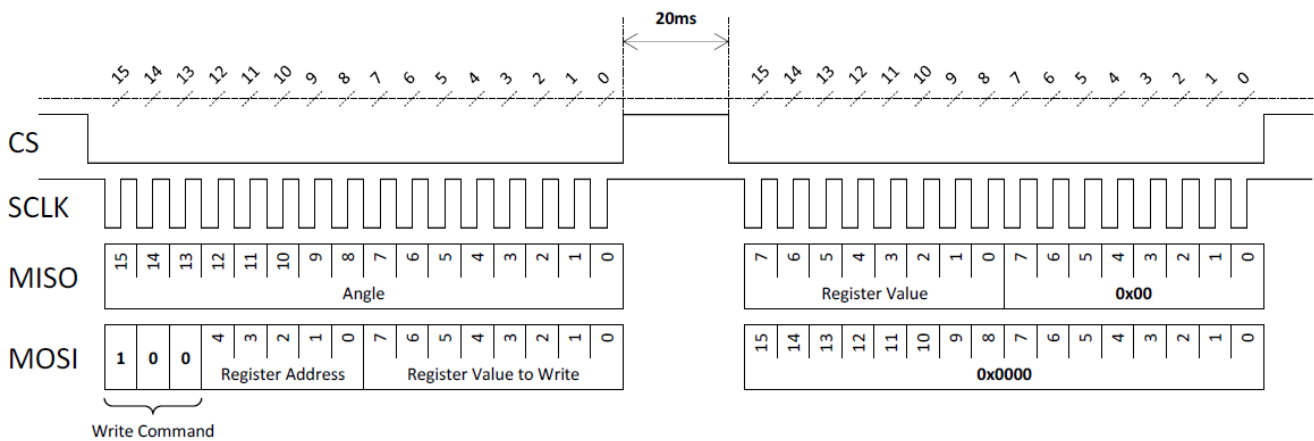 20ms
15 14 13 12 11 10 9 8 7 6 5 4 3 2 1 0 15 14 13 12 11 10 9 8 7 6 5 4 3 2 1 0
CS
SCLK
MISO 15 14 13 12 11 10 9 8 7 6 5 4 3 2 1 0 7 6 5 4 3 2 1 0 7 6 5 4 3 2 1 0
Angle Register Value 0x00
MOSI 1 0 0 4 3 2 1 0 7 6 5 4 3 2 1 0 15 14 13 12 11 10 9 8 7 6 5 4 3 2 1 0
Register Address Register Value to Write 0x0000
Write Command